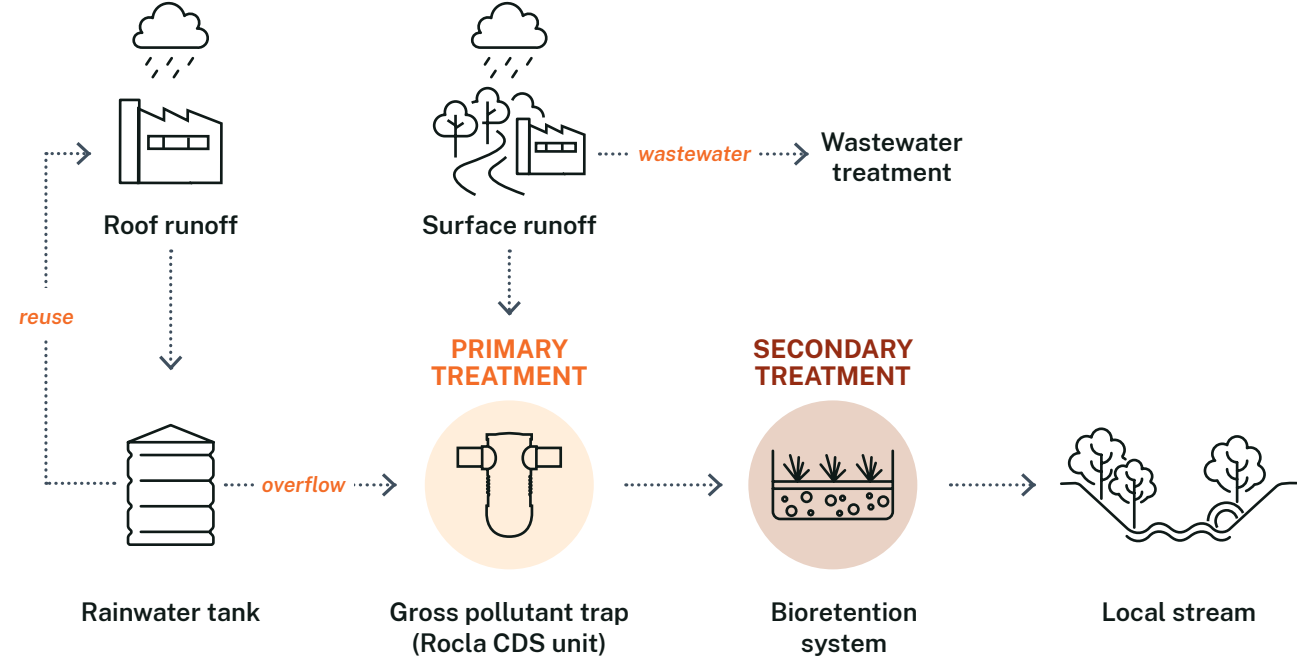 wastewater
Wastewater
treatment
Roof runoff
Surface runoff
reuse
PRIMARY
TREATMENT
SECONDARY
TREATMENT
overflow
Rainwater tank
Gross pollutant trap
(Rocla CDS unit)
Bioretention
system
Local stream